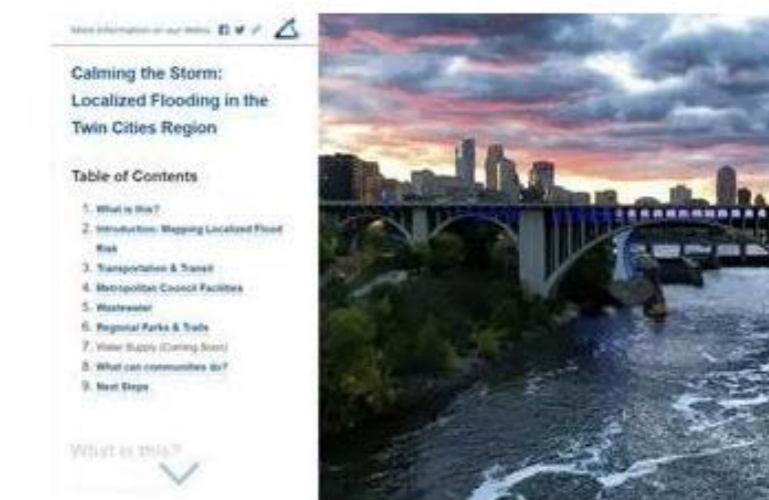 More information on our
Calming the Storm:
Localized Flooding in the
Twin Cities Region
Table of Contents
1. What is this?
2. Introduction: Mapping Localized Flood
Risk
3. Transportation & Transit
4. Metropolitan Council Facilities
5. Wastewater
6. Regional Parks & Trails
7. Water Supply (Coming Soon)
8. What can communities do?
9. Next Steps
What is this?